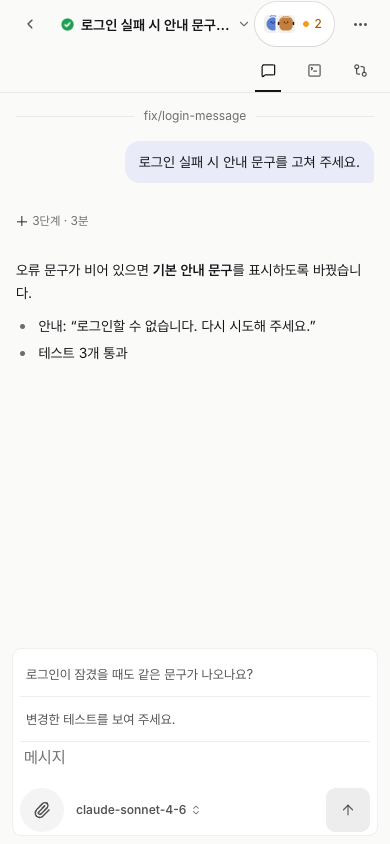 로그인 실패 시 안내 문구...
2
fix/login-message
로그인 실패 시 안내 문구를 고쳐 주세요.
3단계 · 3분
오류 문구가 비어 있으면 기본 안내 문구를 표시하도록 바꿨습니
다.
• 안내: “로그인할 수 없습니다. 다시 시도해 주세요.”
• 테스트 3개 통과
로그인이 잠겼을 때도 같은 문구가 나오나요?
변경한 테스트를 보여 주세요.
메시지
claude-sonnet-4-6